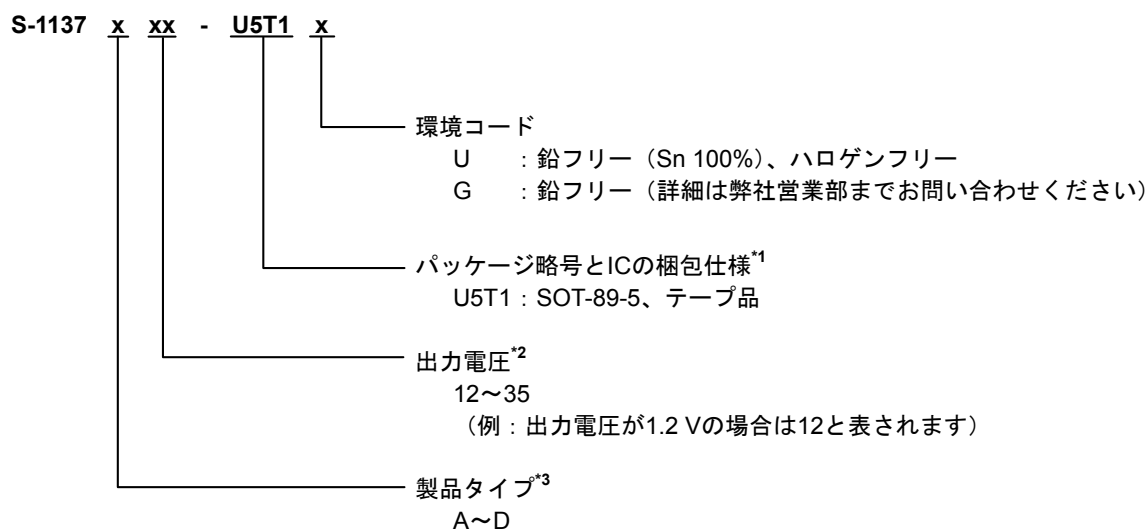 S-1137 x xx - U5T1 x
環境コード
U : 鉛フリー（Sn 100%）、ハロゲンフリー
G : 鉛フリー（詳細は弊社営業部までお問い合わせください）
パッケージ略号とICの梱包仕様*1
U5T1 : SOT-89-5、テープ品
出力電圧*2
12～35
（例：出力電圧が1.2 Vの場合は12と表されます）
製品タイプ*3
A～D